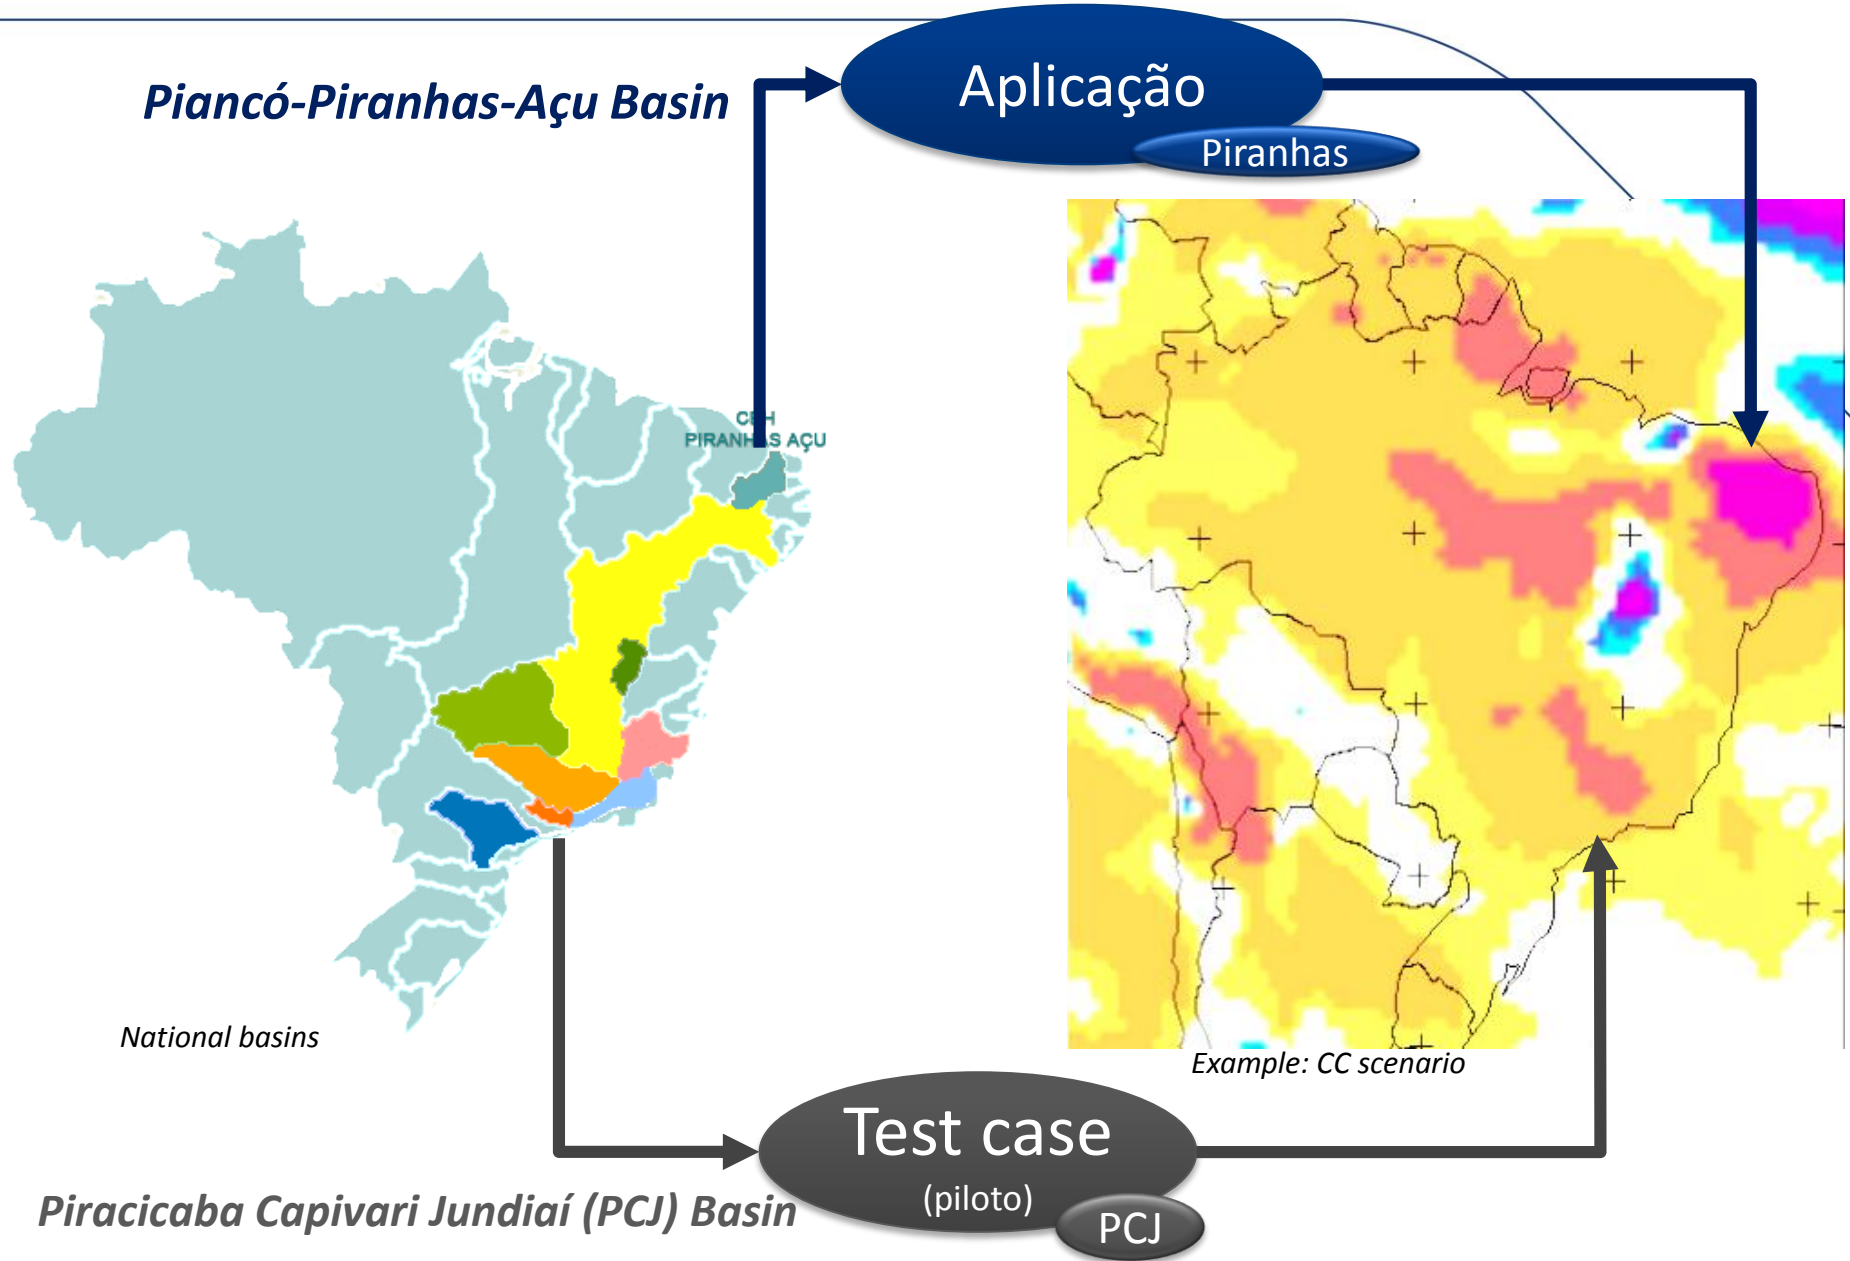 Aplicação
Piancó-Piranhas-Açu Basin
Piranhas
CBH
PIRANHAS AÇU
National basins
Example: CC scenario
Test case
(piloto)
Piracicaba Capivari Jundiaí (PCJ) Basin
PCJ